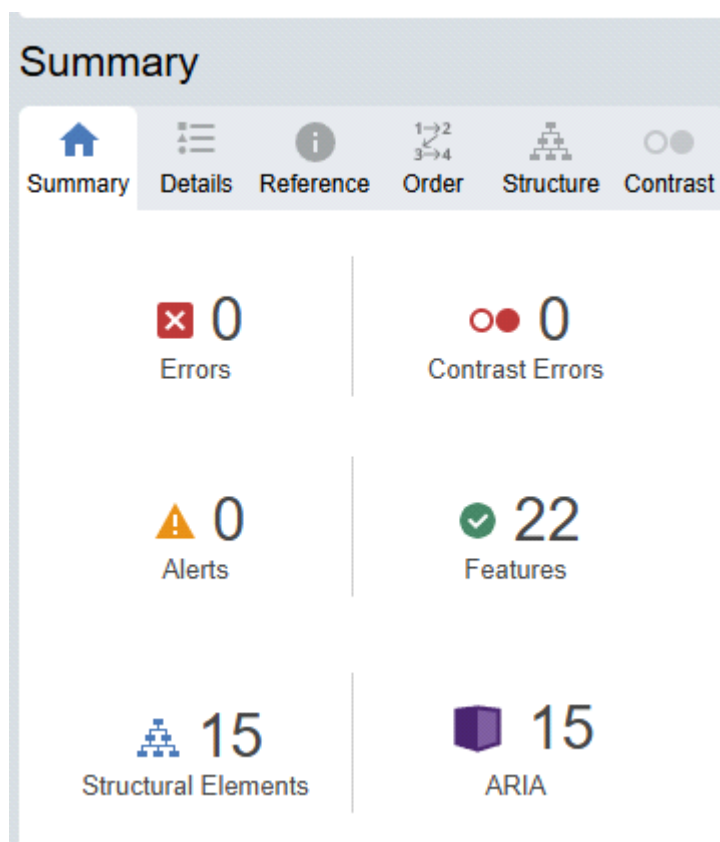 Summary
1→2
3→4
Summary Details Reference Order Structure Contrast
0 0
Errors Contrast Errors
0 22
Alerts Features
15 15
Structural Elements ARIA